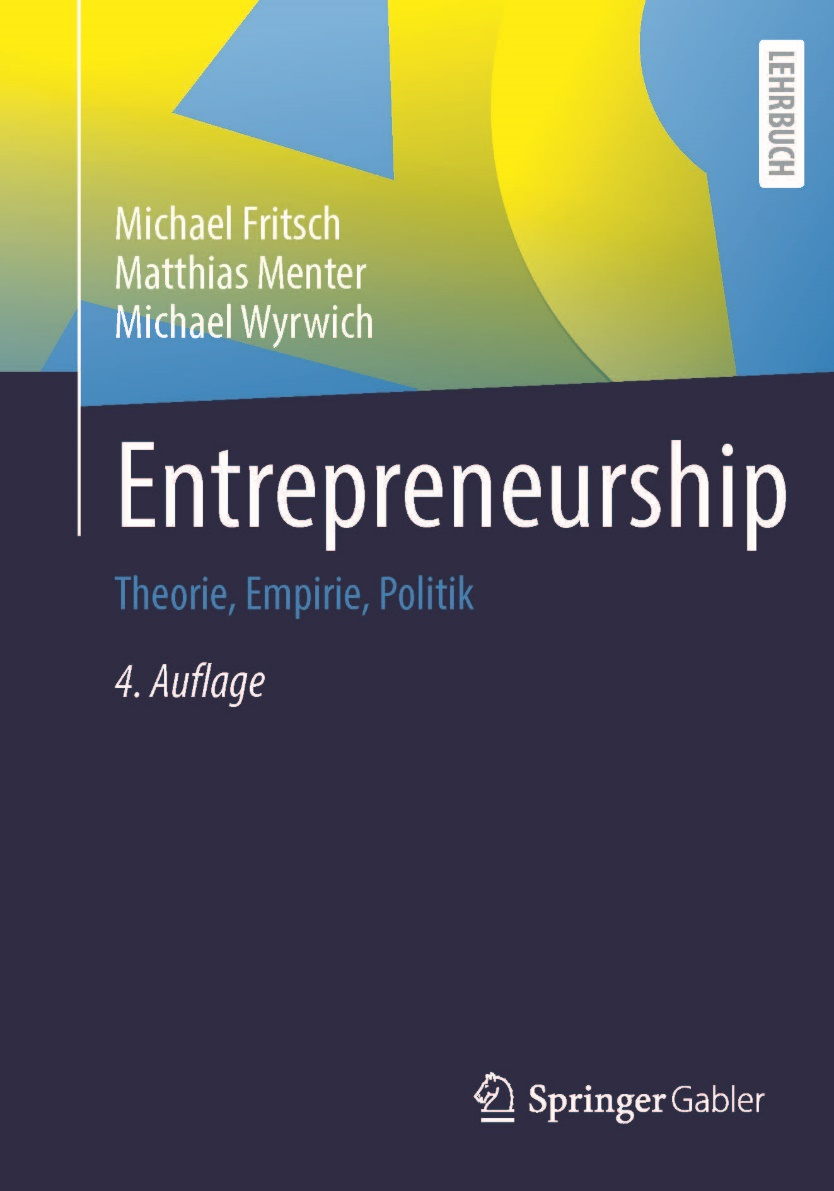 LEHRBUCH
Michael Fritsch
Matthias Menter
Michael Wyrwich
Entrepreneurship
Theorie, Empirie, Politik
4. Auflage
Springer Gabler